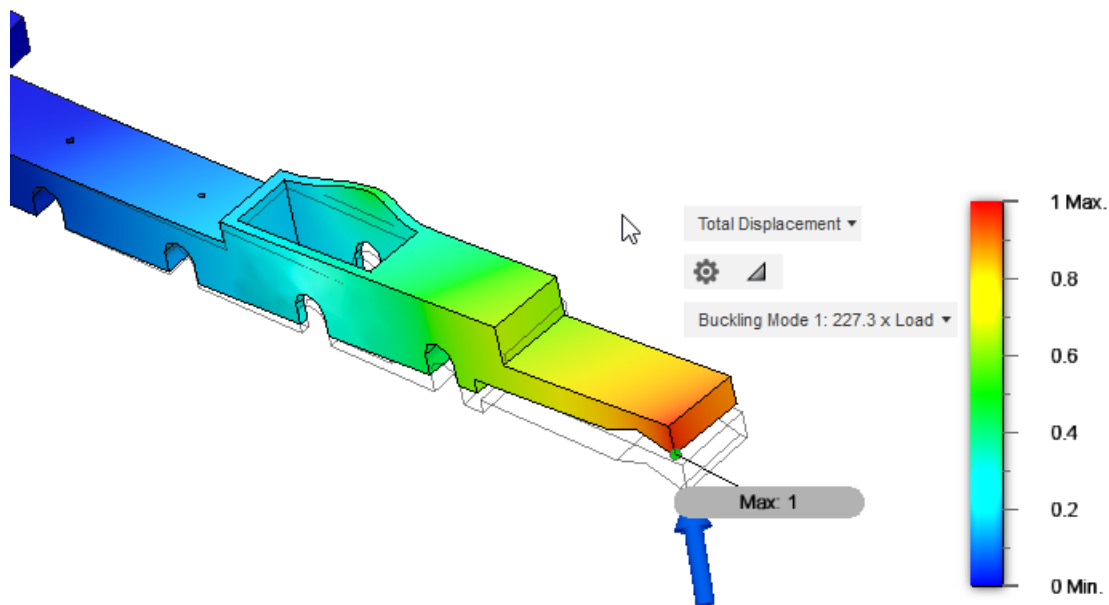 Total Displacement
Buckling Mode 1: 227.3 x Load
1 Max.
0.8
0.6
0.4
0.2
0 Min.
Max: 1